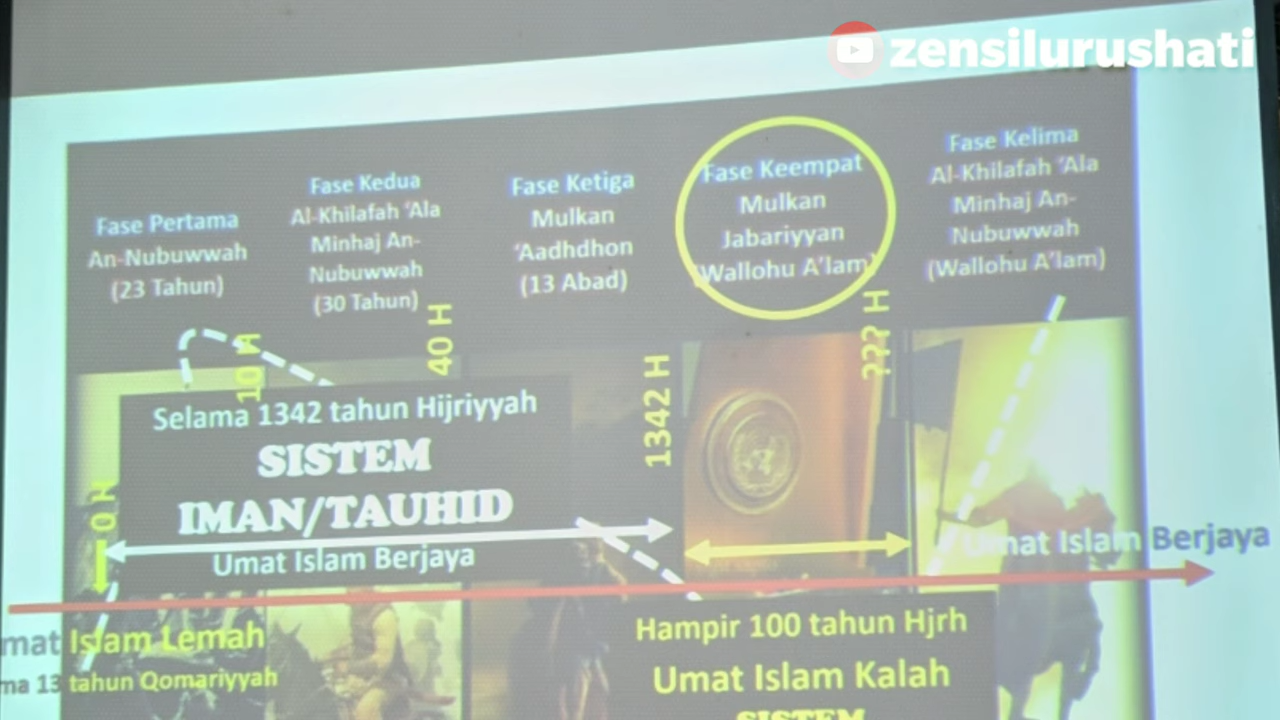 zensilurushati
Fase Pertama
An-Nubuwwah
(23 Tahun)
Fase Kedua
Al-Khilafah ‘Ala
Minhaj An-
Nubuwwah
(30 Tahun)
Fase Ketiga
Mulkan
‘Aadhdhon
(13 Abad)
Fase Keempat
Mulkan
Jabariyyan
(Wallohu A’lam)
Fase Kelima
Al-Khilafah ‘Ala
Minhaj An-
Nubuwwah
(Wallohu A’lam)
0 H
10 H
40 H
1342 H
??? H
Selama 1342 tahun Hijriyyah
SISTEM
IMAN/TAUHID
Umat Islam Berjaya
Umat Islam Berjaya
mat Islam Lemah
ma 13 tahun Qomariyyah
Hampir 100 tahun Hjrh
Umat Islam Kalah
SISTEM